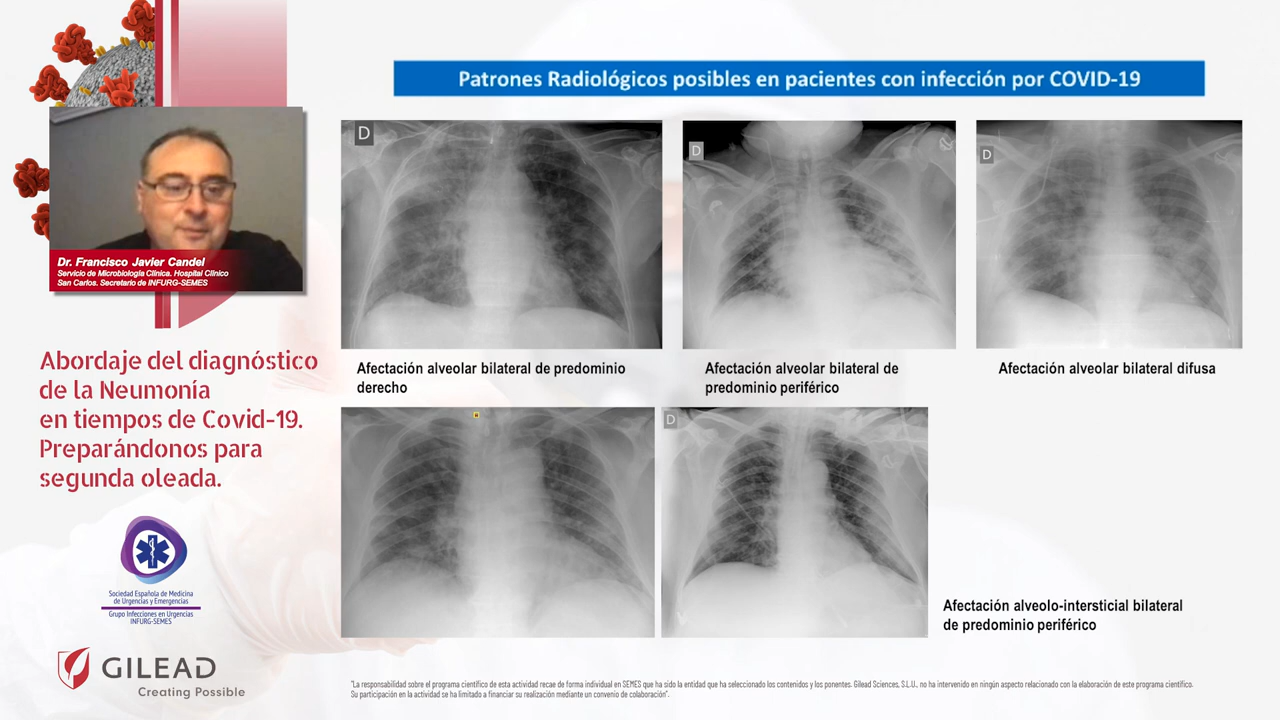 Patrones Radiológicos posibles en pacientes con infección por COVID-19
D
D
D
Dr. Francisco Javier Candel
Servicio de Microbiología Clínica. Hospital Clínico
San Carlos. Secretario de INFURG-SEMES
Afectación alveolar bilateral de predominio
derecho
Afectación alveolar bilateral de
predominio periférico
Afectación alveolar bilateral difusa
Abordaje del diagnóstico
de la Neumonía
en tiempos de Covid-19.
Preparándonos para
segunda oleada.
D
Afectación alveolo-intersticial bilateral
de predominio periférico
Sociedad Española de Medicina
de Urgencias y Emergencias
Grupo Infecciones en Urgencias
INFURG-SEMES
GILEAD
Creating Possible
"La responsabilidad sobre el programa científico de esta actividad recae de forma individual en SEMES que ha sido la entidad que ha seleccionado los contenidos y los ponentes. Gilead Sciences, S.L.U., no ha intervenido en ningún aspecto relacionado con la elaboración de este programa científico.
Su participación en la actividad se ha limitado a financiar su realización mediante un convenio de colaboración".